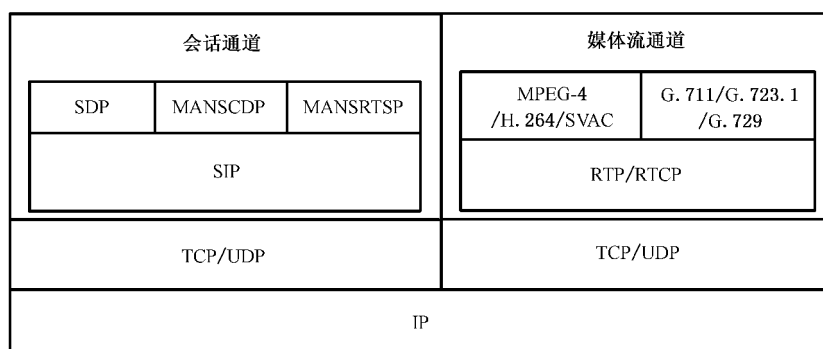 会话通道
媒体流通道
SDP
MANSCDP
MANSRTSP
MPEG-4
/H.264/SVAC
G.711/G.723.1
/G.729
SIP
RTP/RTCP
TCP/UDP
TCP/UDP
IP